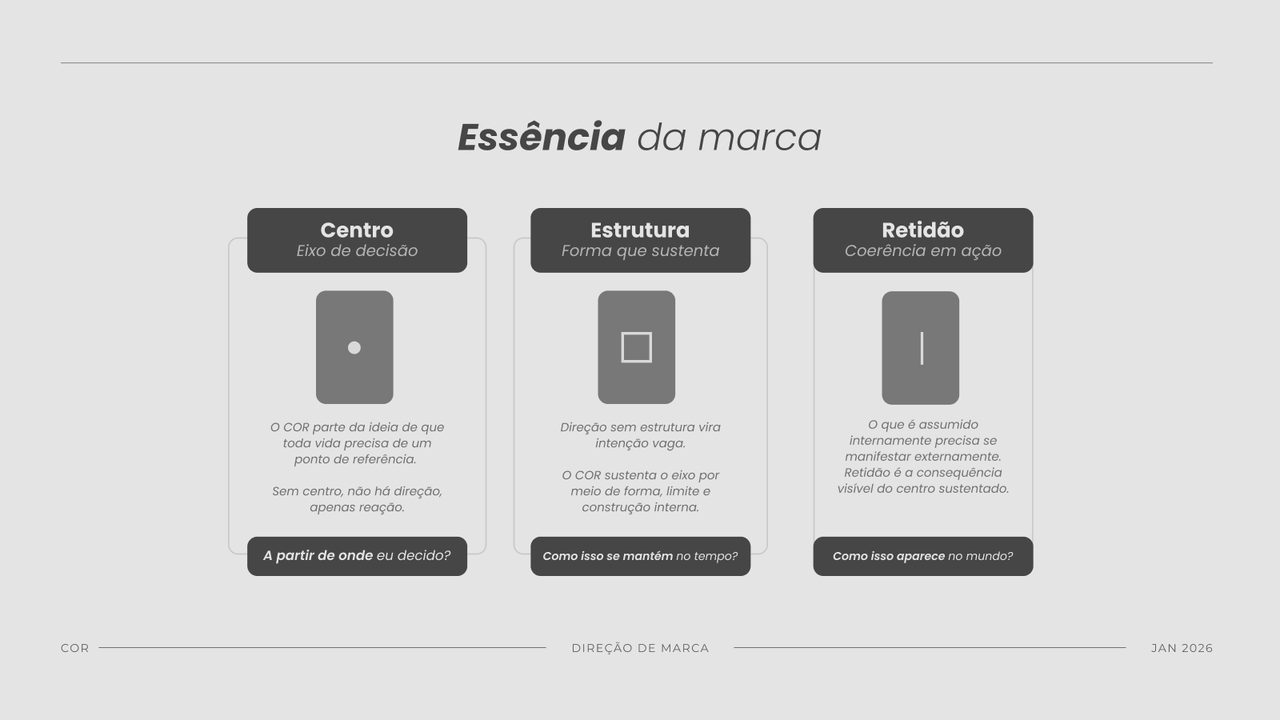 Essência da marca
Centro
Eixo de decisão
O COR parte da ideia de que
toda vida precisa de um
ponto de referência.
Sem centro, não há direção,
apenas reação.
A partir de onde eu decido?
Estrutura
Forma que sustenta
Direção sem estrutura vira
intenção vaga.
O COR sustenta o eixo por
meio de forma, limite e
construção interna.
Como isso se mantém no tempo?
Retidão
Coerência em ação
O que é assumido
internamente precisa se
manifestar externamente.
Retidão é a consequência
visível do centro sustentado.
Como isso aparece no mundo?
COR
DIREÇÃO DE MARCA
JAN 2026